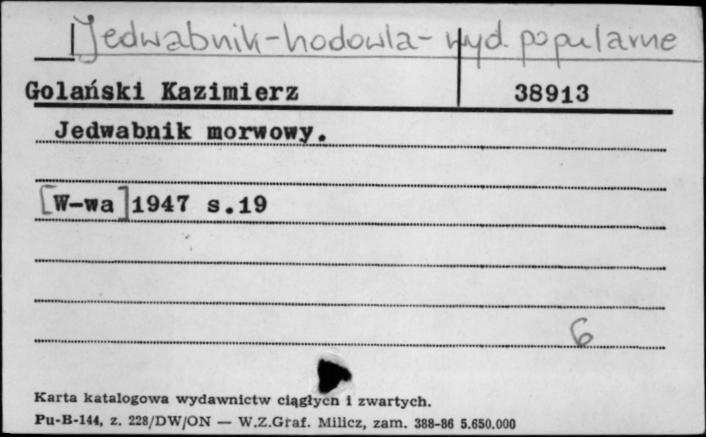 Jedwabnik-hodowla-wyd. popularne
Golański Kazimierz 38913
Jedwabnik morwowy.
[W-wa] 1947 s.19
6
Karta katalogowa wydawnictw ciągłych i zwartych.
Pu-B-144, z. 228/DW/ON — W.Z.Graf. Milicz, zam. 388-86 5.650.000